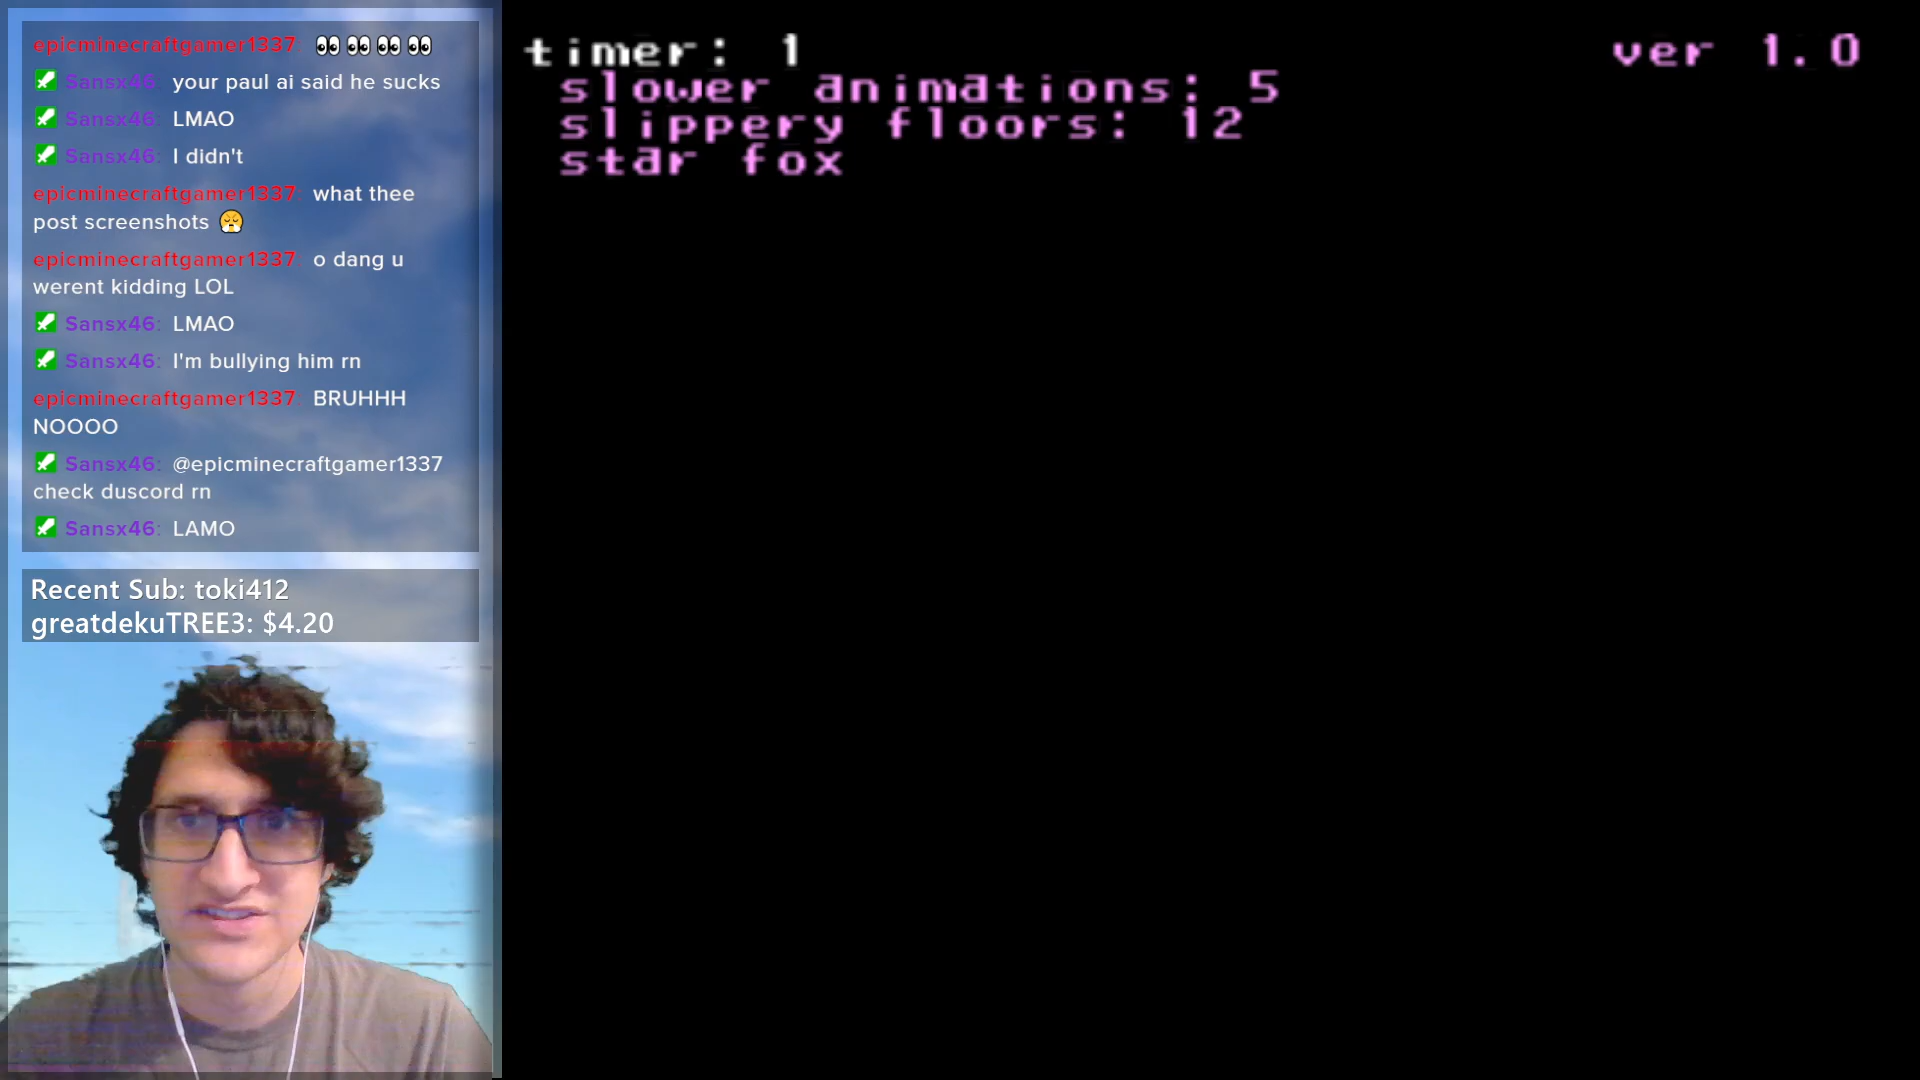 epicminecraftgamer1337: 👀 👀 👀 👀
Sansx46: your paul ai said he sucks
Sansx46: LMAO
Sansx46: I didn't
epicminecraftgamer1337: what thee
post screenshots 😤
epicminecraftgamer1337: o dang u
werent kidding LOL
Sansx46: LMAO
Sansx46: I'm bullying him rn
epicminecraftgamer1337: BRUHHH
NOOOO
Sansx46: @epicminecraftgamer1337
check duscord rn
Sansx46: LAMO
Recent Sub: toki412
greatdekuTREE3: $4.20
timer: 1
ver 1.0
slower animations: 5
slippery floors: 12
star fox